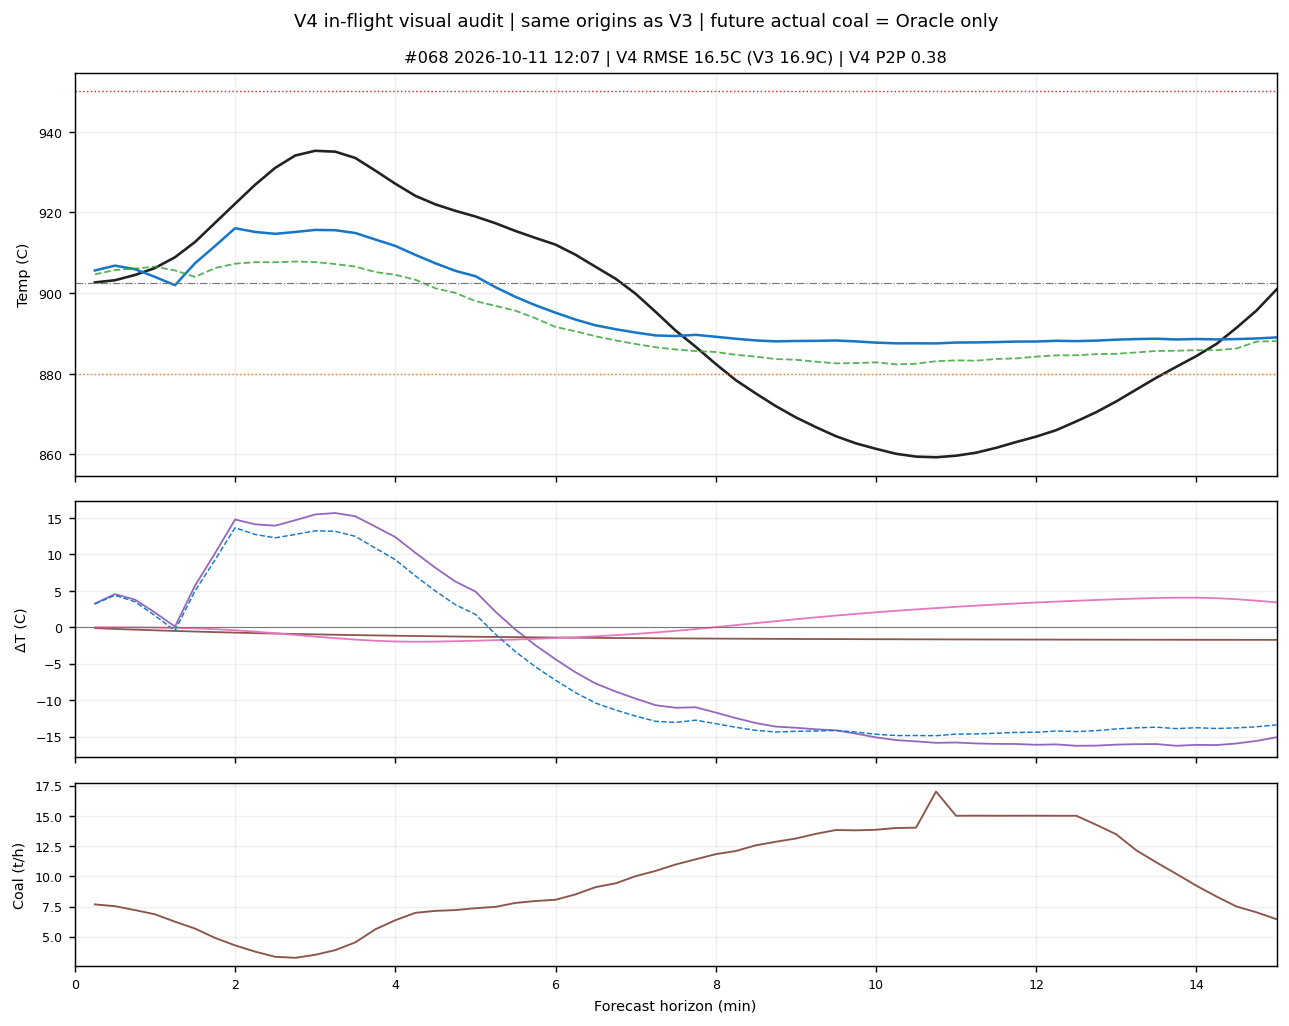 V4 in-flight visual audit | same origins as V3 | future actual coal = Oracle only
#068 2026-10-11 12:07 | V4 RMSE 16.5C (V3 16.9C) | V4 P2P 0.38
Temp (C)
940
920
900
880
860
ΔT (C)
15
10
5
0
−5
−10
−15
Coal (t/h)
17.5
15.0
12.5
10.0
7.5
5.0
0 2 4 6 8 10 12 14
Forecast horizon (min)